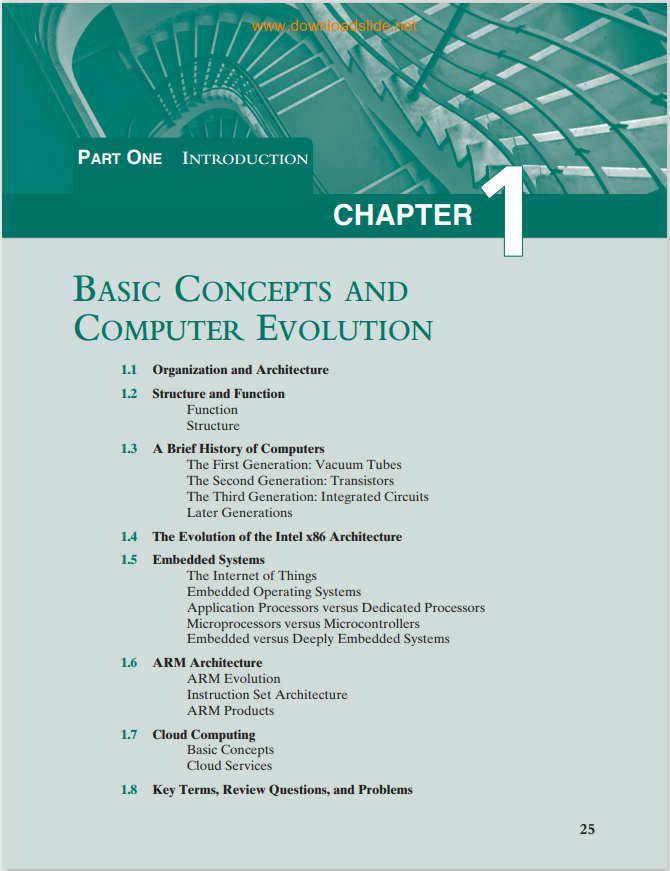 www.downloadslide.net
PART ONE INTRODUCTION
CHAPTER 1
BASIC CONCEPTS AND
COMPUTER EVOLUTION
1.1 Organization and Architecture
1.2 Structure and Function
Function
Structure
1.3 A Brief History of Computers
The First Generation: Vacuum Tubes
The Second Generation: Transistors
The Third Generation: Integrated Circuits
Later Generations
1.4 The Evolution of the Intel x86 Architecture
1.5 Embedded Systems
The Internet of Things
Embedded Operating Systems
Application Processors versus Dedicated Processors
Microprocessors versus Microcontrollers
Embedded versus Deeply Embedded Systems
1.6 ARM Architecture
ARM Evolution
Instruction Set Architecture
ARM Products
1.7 Cloud Computing
Basic Concepts
Cloud Services
1.8 Key Terms, Review Questions, and Problems
25